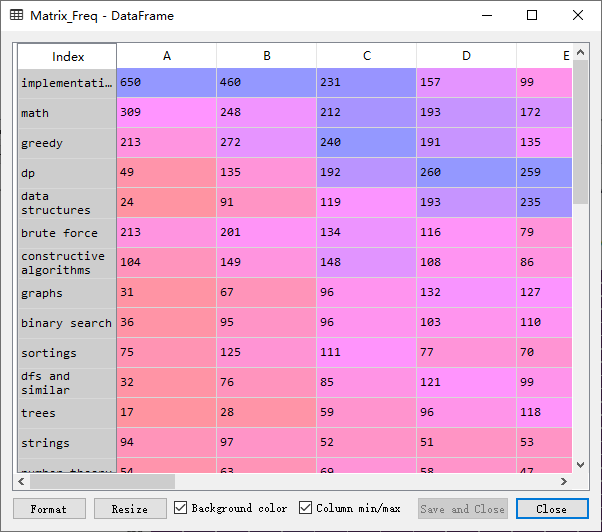 Matrix_Freq - DataFrame
Index A B C D E
implementati… 650 460 231 157 99
math 309 248 212 193 172
greedy 213 272 240 191 135
dp 49 135 192 260 259
data
structures 24 91 119 193 235
brute force 213 201 134 116 79
constructive
algorithms 104 149 148 108 86
graphs 31 67 96 132 127
binary search 36 95 96 103 110
sortings 75 125 111 77 70
dfs and
similar 32 76 85 121 99
trees 17 28 59 96 118
strings 94 97 52 51 53
number theory 54 63 69 58 47
Format Resize Background color Column min/max Save and Close Close